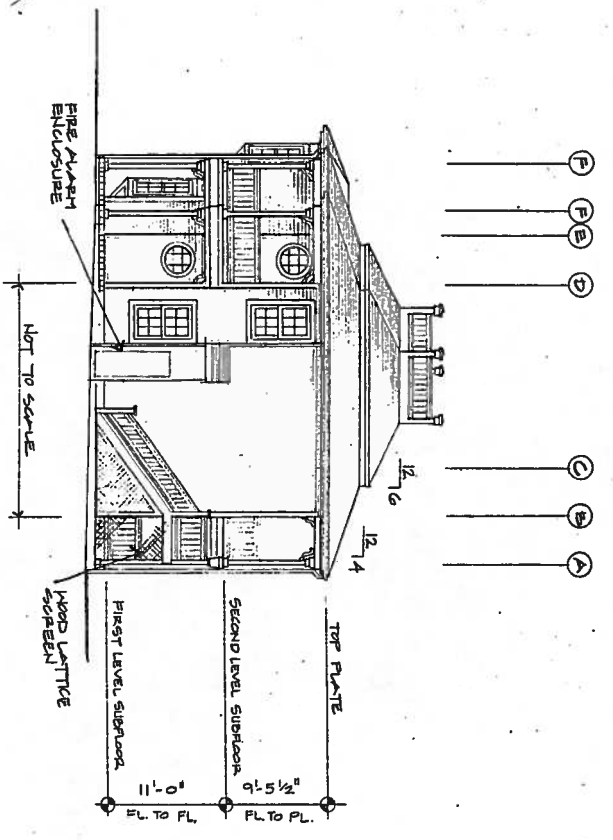 F
F
E
D
C
B
A
12
6
12
4
TOP PLATE
SECOND LEVEL SUBFLOOR
FIRST LEVEL SUBFLOOR
9'-5 1/2"
FL. TO PL.
11'-0"
FL. TO FL.
FIRE ALARM
ENCLOSURE
NOT TO SCALE
WOOD LATTICE
SCREEN